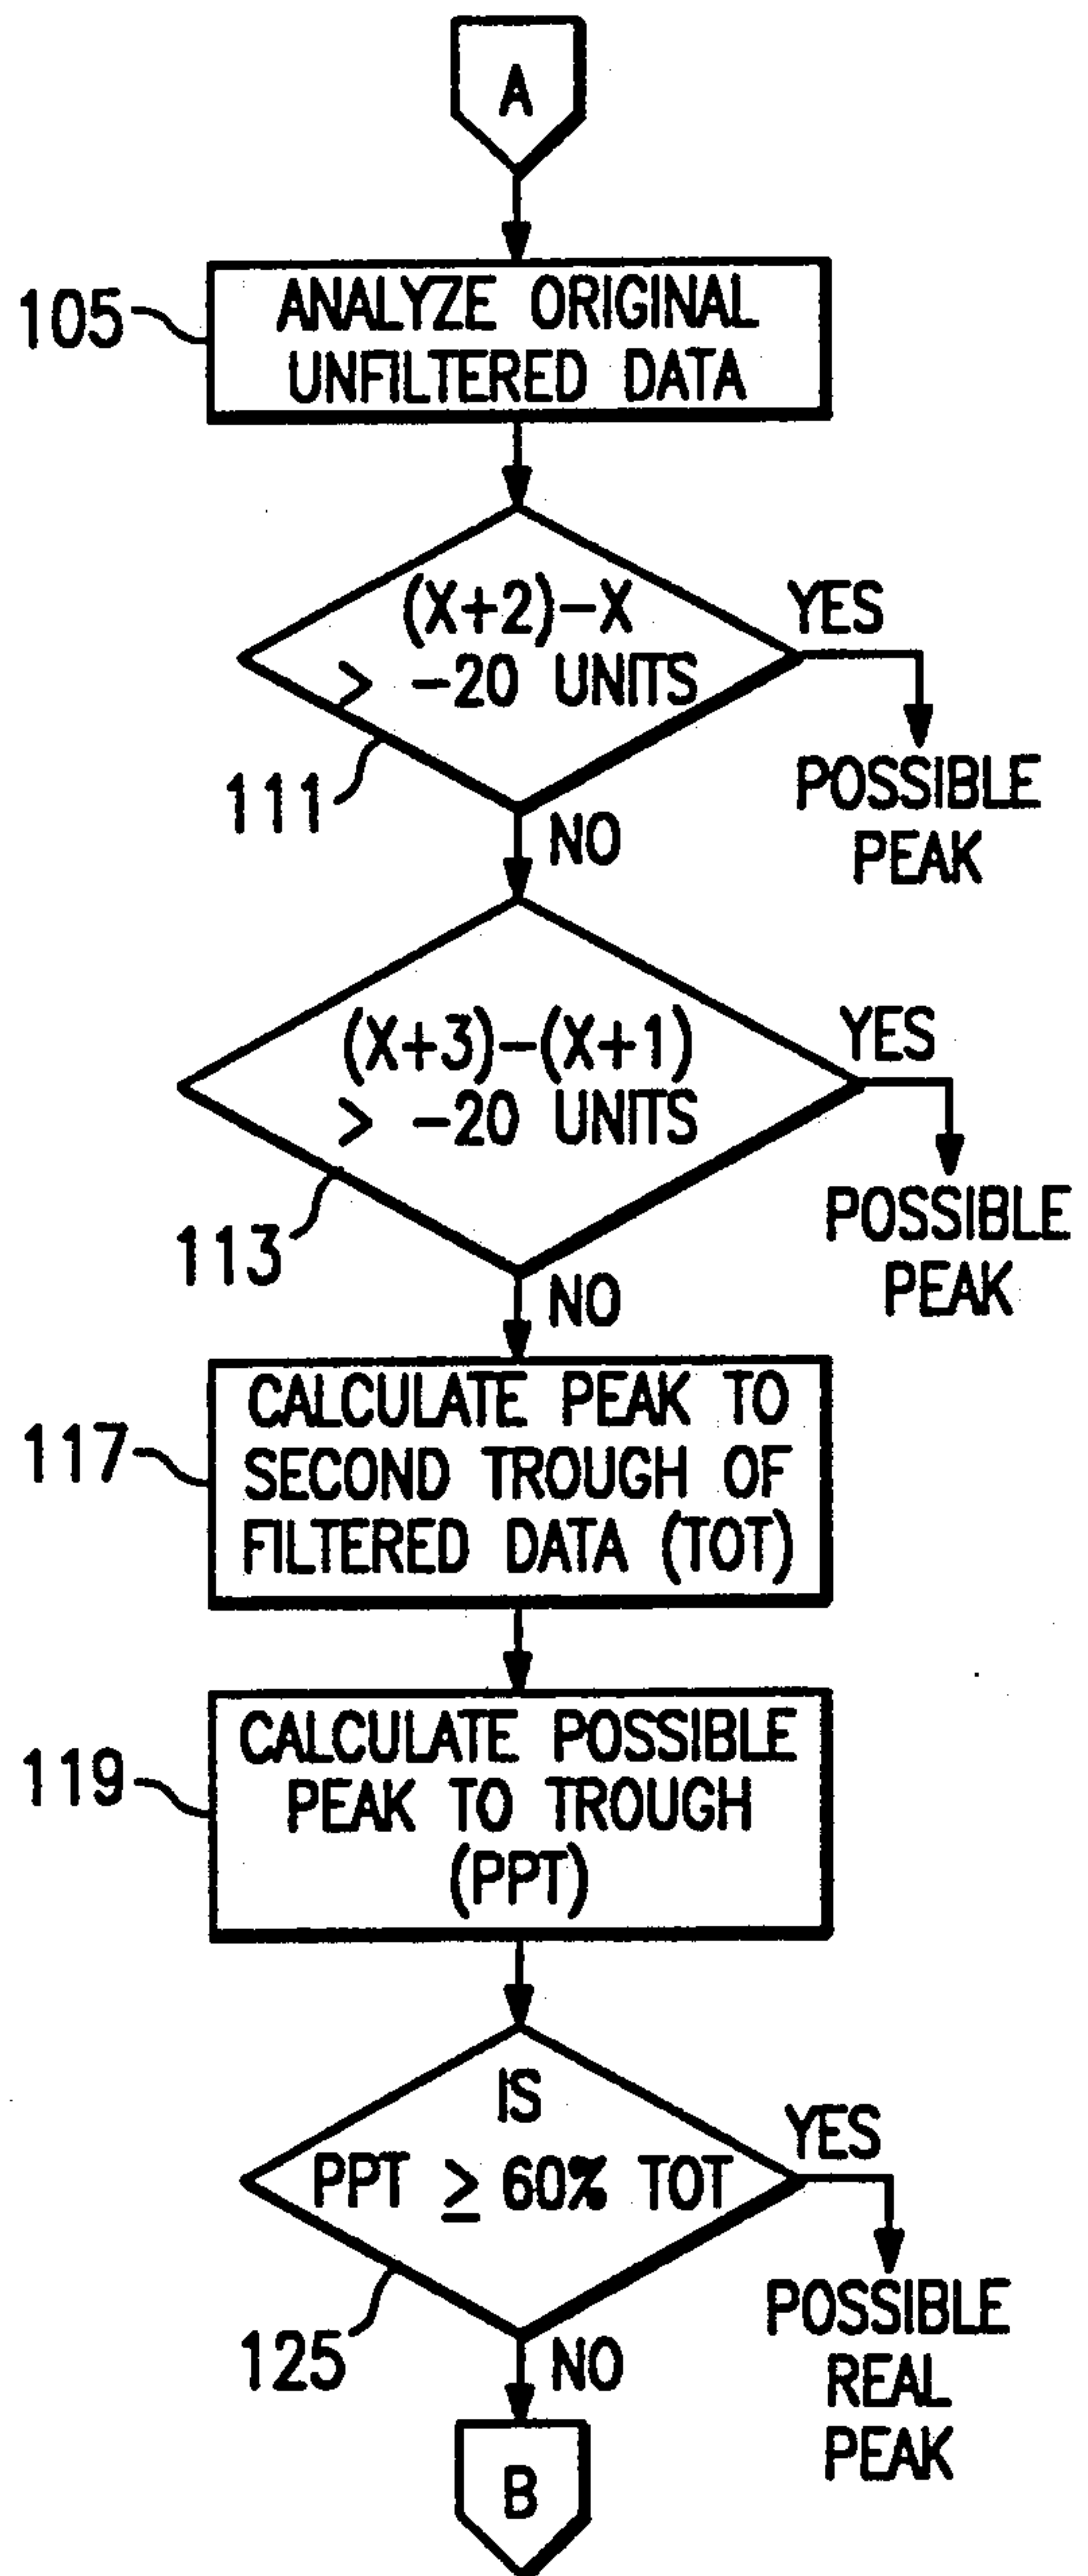 A
105
ANALYZE ORIGINAL
UNFILTERED DATA
(X+2)-X
> -20 UNITS
YES
111
POSSIBLE
PEAK
NO
(X+3)-(X+1)
> -20 UNITS
YES
113
POSSIBLE
PEAK
NO
117
CALCULATE PEAK TO
SECOND TROUGH OF
FILTERED DATA (TOT)
119
CALCULATE POSSIBLE
PEAK TO TROUGH
(PPT)
IS
PPT ≥ 60% TOT
YES
125
POSSIBLE
REAL
PEAK
NO
B